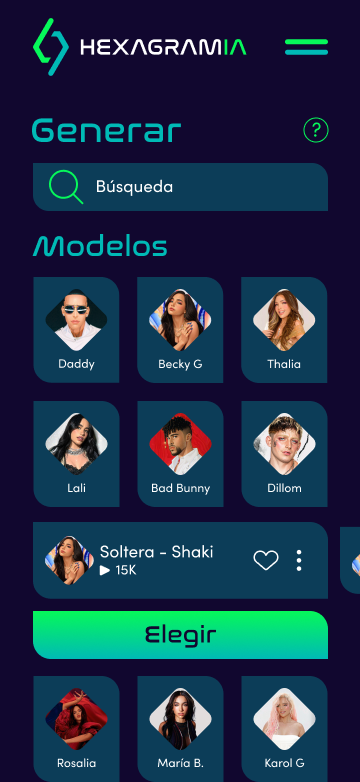 HEXAGRAMIA
Generar
?
Búsqueda
Modelos
Daddy
Becky G
Thalia
Lali
Bad Bunny
Dillom
Soltera - Shaki
15K
Elegir
Rosalia
María B.
Karol G